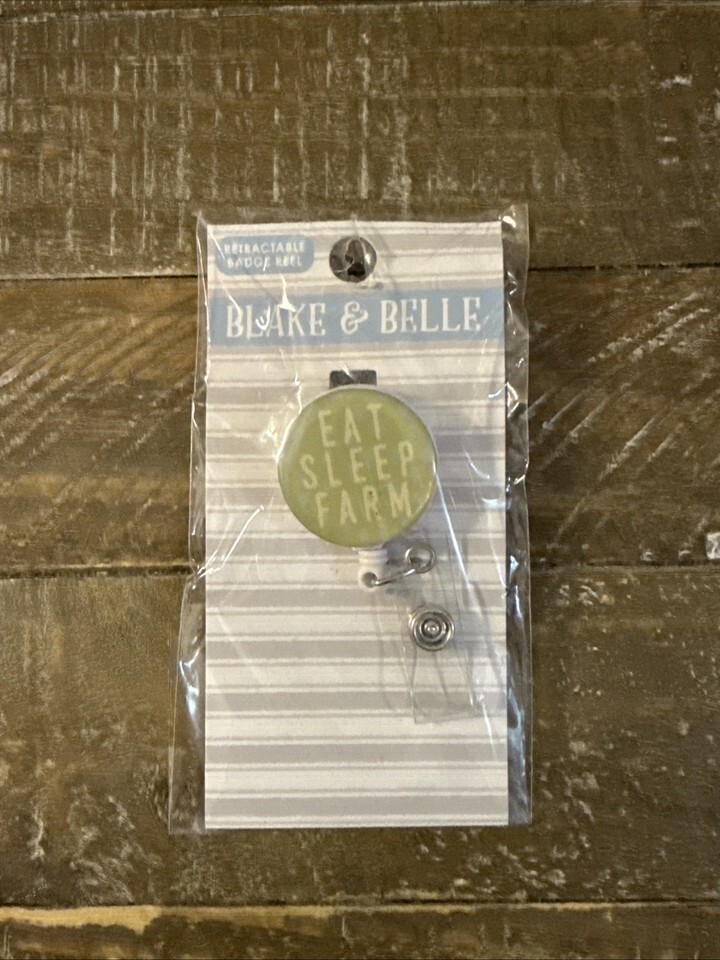 RETRACTABLE
BADGE REEL
BLAKE & BELLE
EAT
SLEEP
FARM